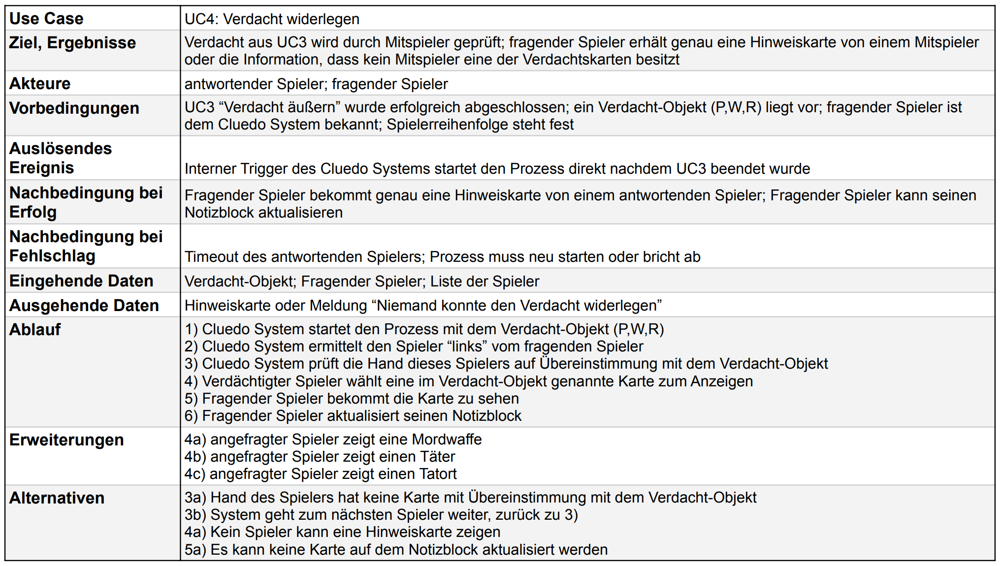 Use Case
UC4: Verdacht widerlegen
Ziel, Ergebnisse
Verdacht aus UC3 wird durch Mitspieler geprüft; fragender Spieler erhält genau eine Hinweiskarte von einem Mitspieler
oder die Information, dass kein Mitspieler eine der Verdachtskarten besitzt
Akteure
antwortender Spieler; fragender Spieler
Vorbedingungen
UC3 “Verdacht äußern” wurde erfolgreich abgeschlossen; ein Verdacht-Objekt (P,W,R) liegt vor; fragender Spieler ist
dem Cluedo System bekannt; Spielerreihenfolge steht fest
Auslösendes
Ereignis
Interner Trigger des Cluedo Systems startet den Prozess direkt nachdem UC3 beendet wurde
Nachbedingung bei
Erfolg
Fragender Spieler bekommt genau eine Hinweiskarte von einem antwortenden Spieler; Fragender Spieler kann seinen
Notizblock aktualisieren
Nachbedingung bei
Fehlschlag
Timeout des antwortenden Spielers; Prozess muss neu starten oder bricht ab
Eingehende Daten
Verdacht-Objekt; Fragender Spieler; Liste der Spieler
Ausgehende Daten
Hinweiskarte oder Meldung “Niemand konnte den Verdacht widerlegen”
Ablauf
1) Cluedo System startet den Prozess mit dem Verdacht-Objekt (P,W,R)
2) Cluedo System ermittelt den Spieler “links” vom fragenden Spieler
3) Cluedo System prüft die Hand dieses Spielers auf Übereinstimmung mit dem Verdacht-Objekt
4) Verdächtigter Spieler wählt eine im Verdacht-Objekt genannte Karte zum Anzeigen
5) Fragender Spieler bekommt die Karte zu sehen
6) Fragender Spieler aktualisiert seinen Notizblock
Erweiterungen
4a) angefragter Spieler zeigt eine Mordwaffe
4b) angefragter Spieler zeigt einen Täter
4c) angefragter Spieler zeigt einen Tatort
Alternativen
3a) Hand des Spielers hat keine Karte mit Übereinstimmung mit dem Verdacht-Objekt
3b) System geht zum nächsten Spieler weiter, zurück zu 3)
4a) Kein Spieler kann eine Hinweiskarte zeigen
5a) Es kann keine Karte auf dem Notizblock aktualisiert werden